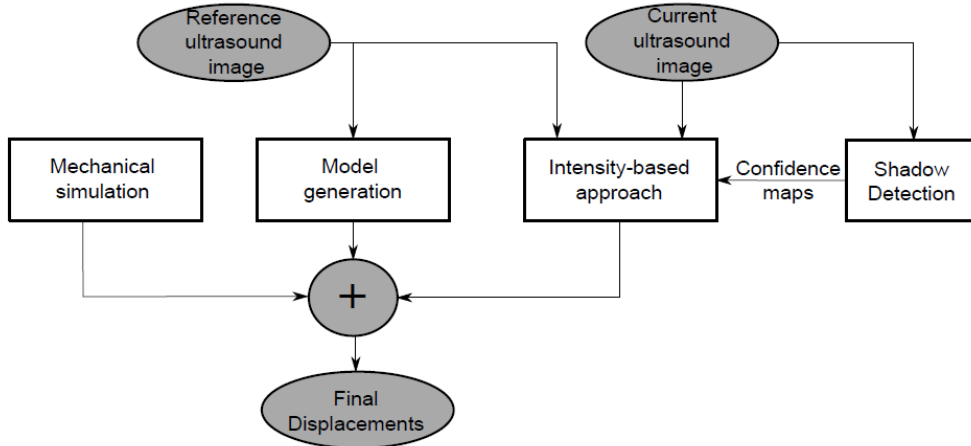 Reference
ultrasound
image
Current
ultrasound
image
Mechanical
simulation
Model
generation
Intensity-based
approach
Confidence
maps
Shadow
Detection
+
Final
Displacements